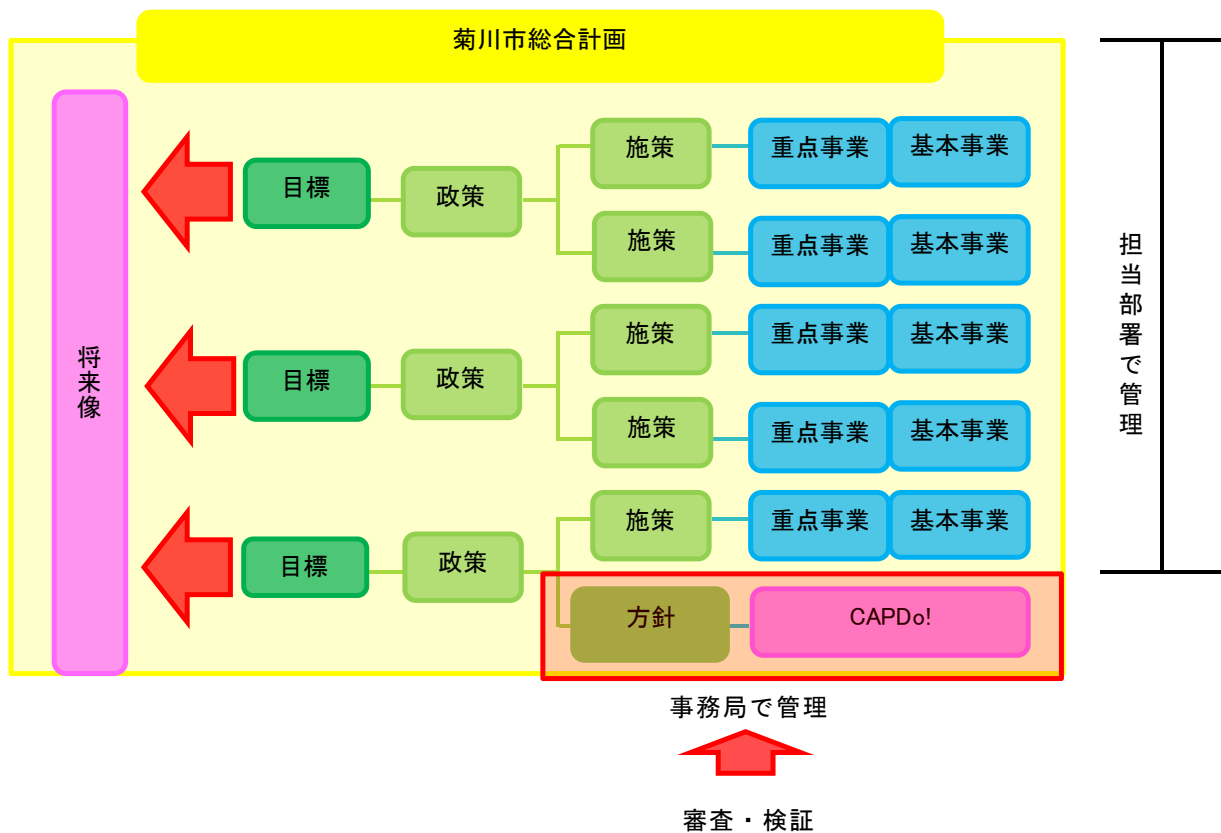 菊川市総合計画
将来像
目標
政策
施策
重点事業
基本事業
施策
重点事業
基本事業
目標
政策
施策
重点事業
基本事業
施策
重点事業
基本事業
目標
政策
施策
重点事業
基本事業
方針
CAPDo!
担当部署で管理
事務局で管理
審査・検証